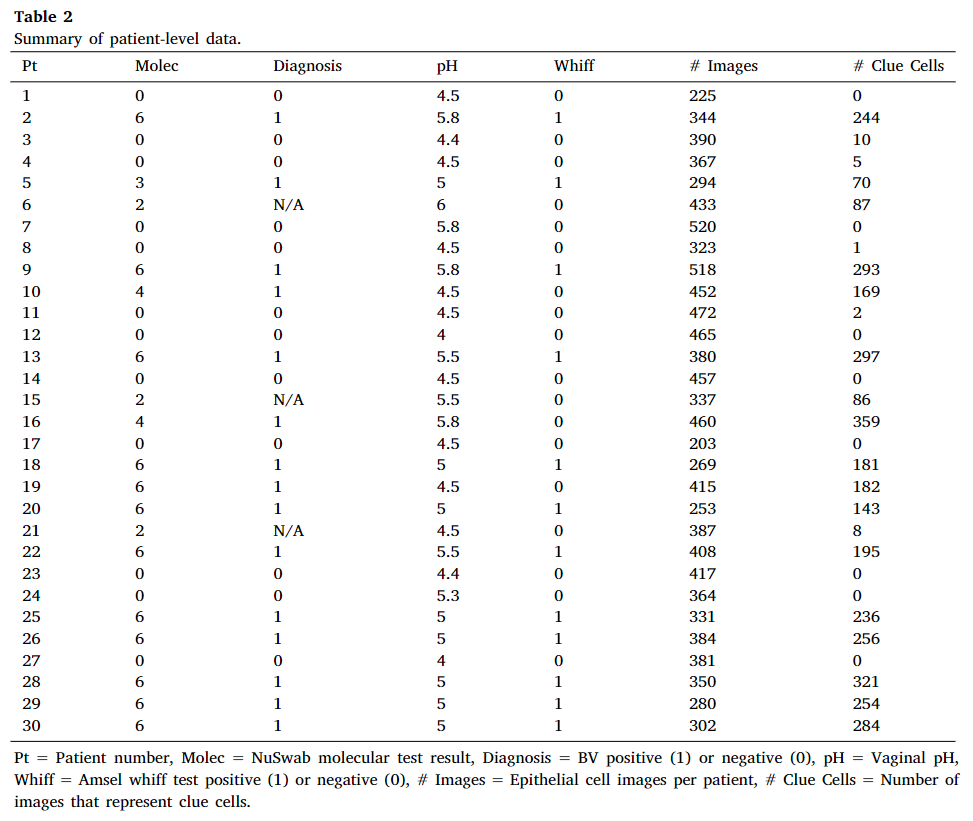 Table 2
Summary of patient-level data.
Pt Molec Diagnosis pH Whiff # Images # Clue Cells
1 0 0 4.5 0 225 0
2 6 1 5.8 1 344 244
3 0 0 4.4 0 390 10
4 0 0 4.5 0 367 5
5 3 1 5 1 294 70
6 2 N/A 6 0 433 87
7 0 0 5.8 0 520 0
8 0 0 4.5 0 323 1
9 6 1 5.8 1 518 293
10 4 1 4.5 0 452 169
11 0 0 4.5 0 472 2
12 0 0 4 0 465 0
13 6 1 5.5 1 380 297
14 0 0 4.5 0 457 0
15 2 N/A 5.5 0 337 86
16 4 1 5.8 0 460 359
17 0 0 4.5 0 203 0
18 6 1 5 1 269 181
19 6 1 4.5 0 415 182
20 6 1 5 1 253 143
21 2 N/A 4.5 0 387 8
22 6 1 5.5 1 408 195
23 0 0 4.4 0 417 0
24 0 0 5.3 0 364 0
25 6 1 5 1 331 236
26 6 1 5 1 384 256
27 0 0 4 0 381 0
28 6 1 5 1 350 321
29 6 1 5 1 280 254
30 6 1 5 1 302 284
Pt = Patient number, Molec = NuSwab molecular test result, Diagnosis = BV positive (1) or negative (0), pH = Vaginal pH,
Whiff = Amsel whiff test positive (1) or negative (0), # Images = Epithelial cell images per patient, # Clue Cells = Number of
images that represent clue cells.